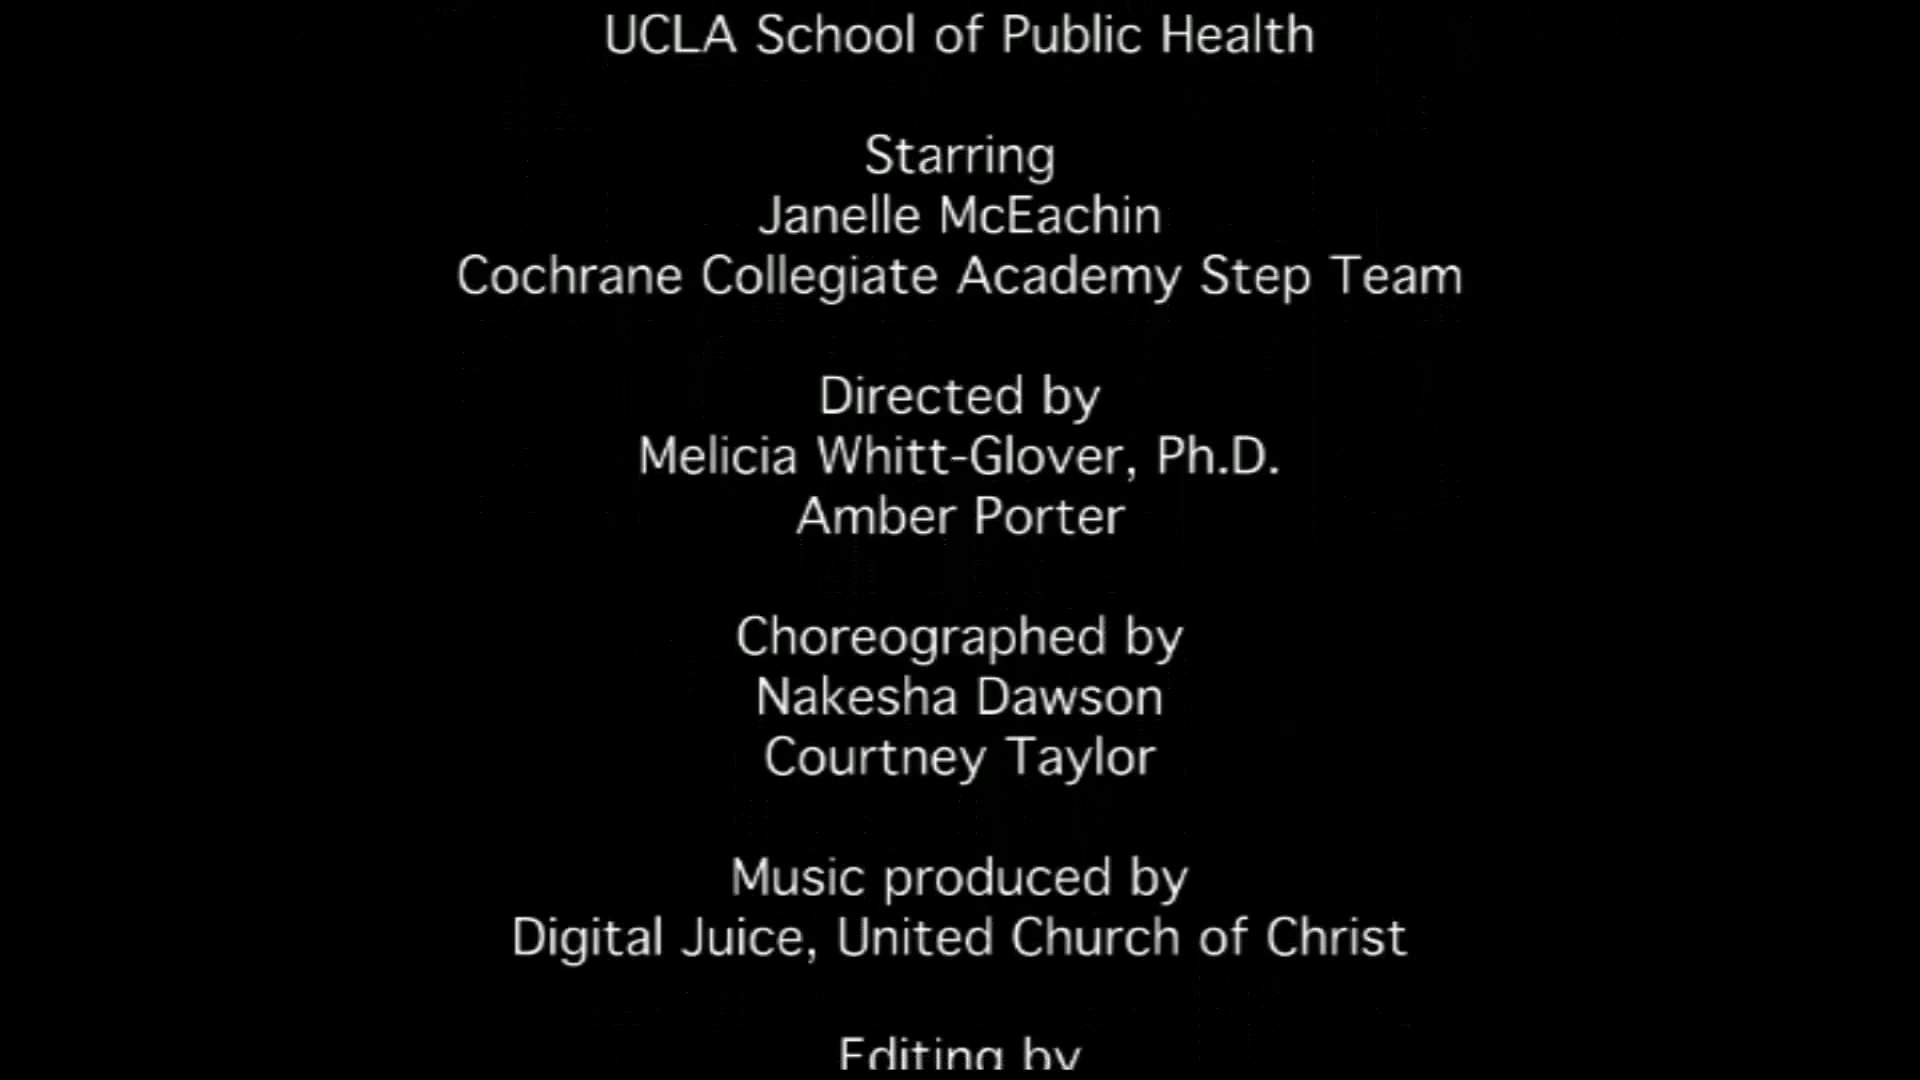 UCLA School of Public Health
Starring
Janelle McEachin
Cochrane Collegiate Academy Step Team
Directed by
Melicia Whitt-Glover, Ph.D.
Amber Porter
Choreographed by
Nakesha Dawson
Courtney Taylor
Music produced by
Digital Juice, United Church of Christ
Editing by